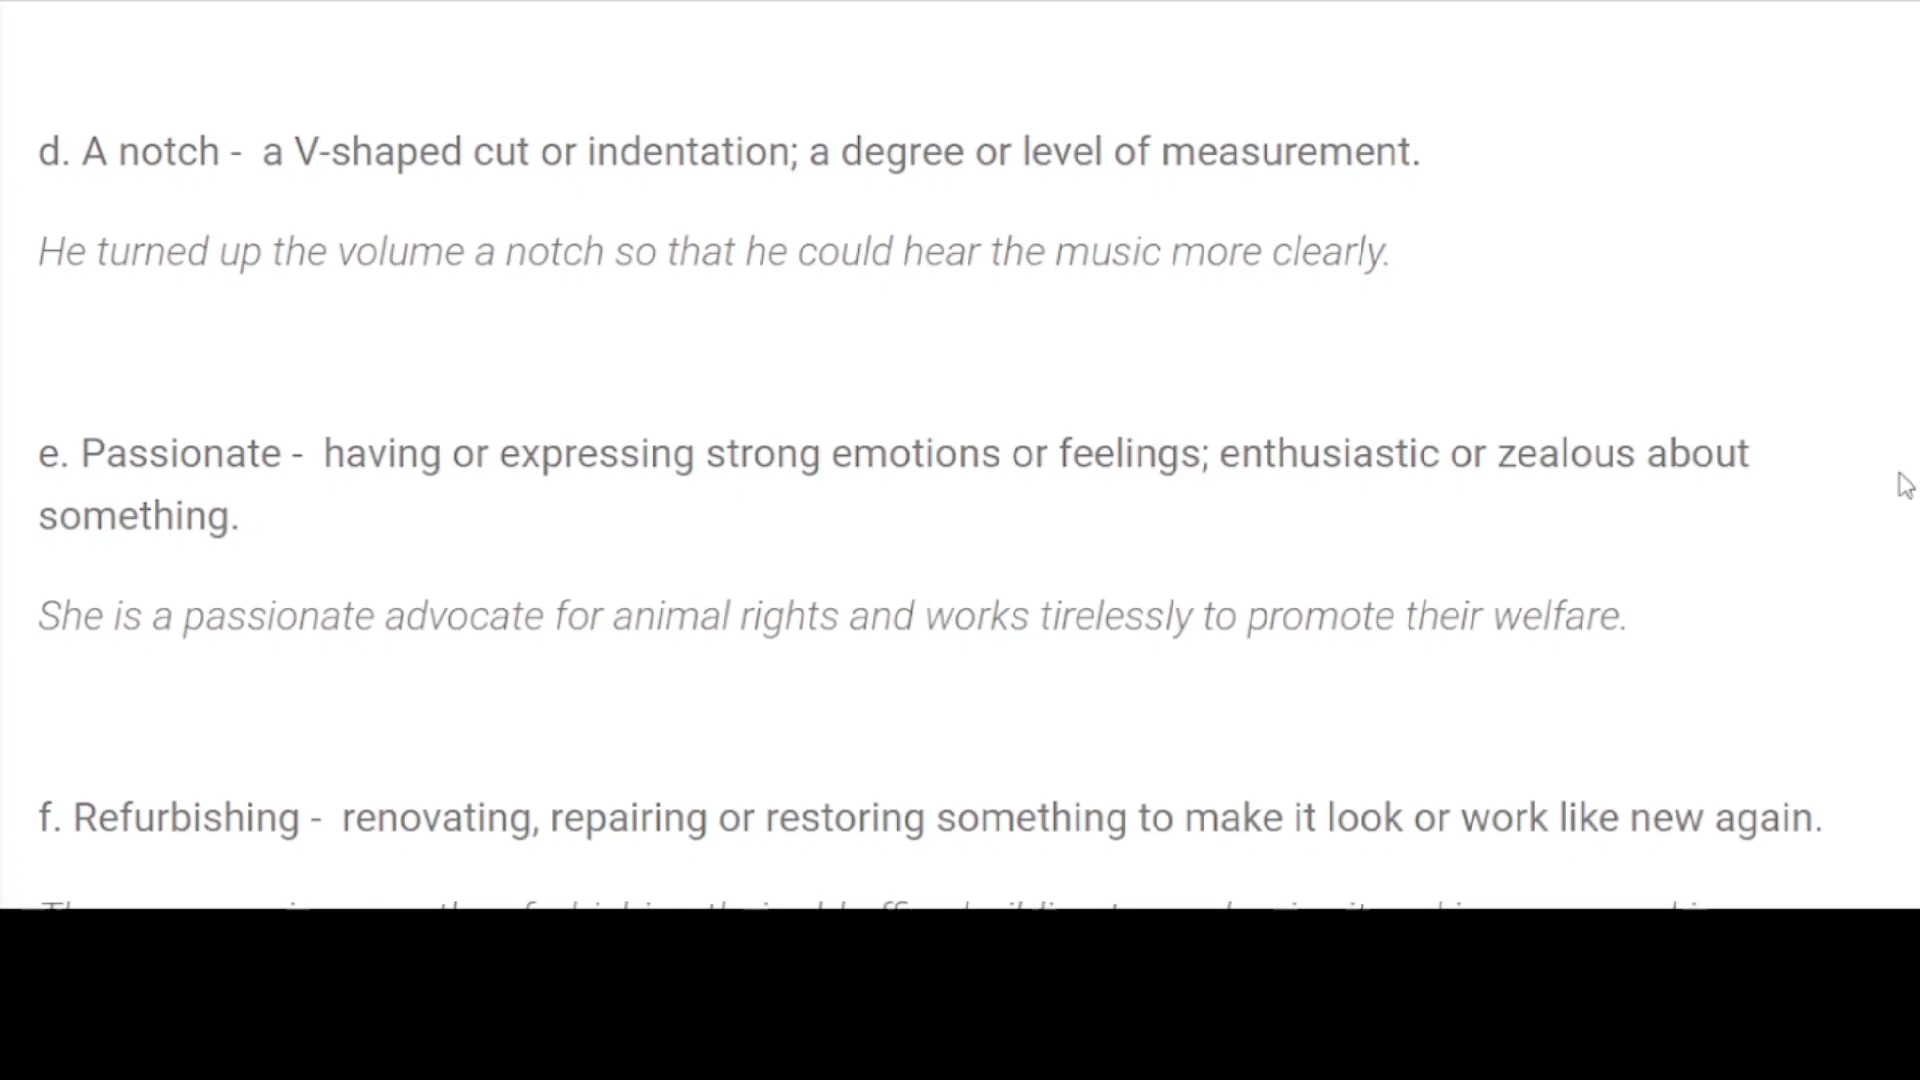 d. A notch -  a V-shaped cut or indentation; a degree or level of measurement.
He turned up the volume a notch so that he could hear the music more clearly.
e. Passionate -  having or expressing strong emotions or feelings; enthusiastic or zealous about
something.
She is a passionate advocate for animal rights and works tirelessly to promote their welfare.
f. Refurbishing -  renovating, repairing or restoring something to make it look or work like new again.